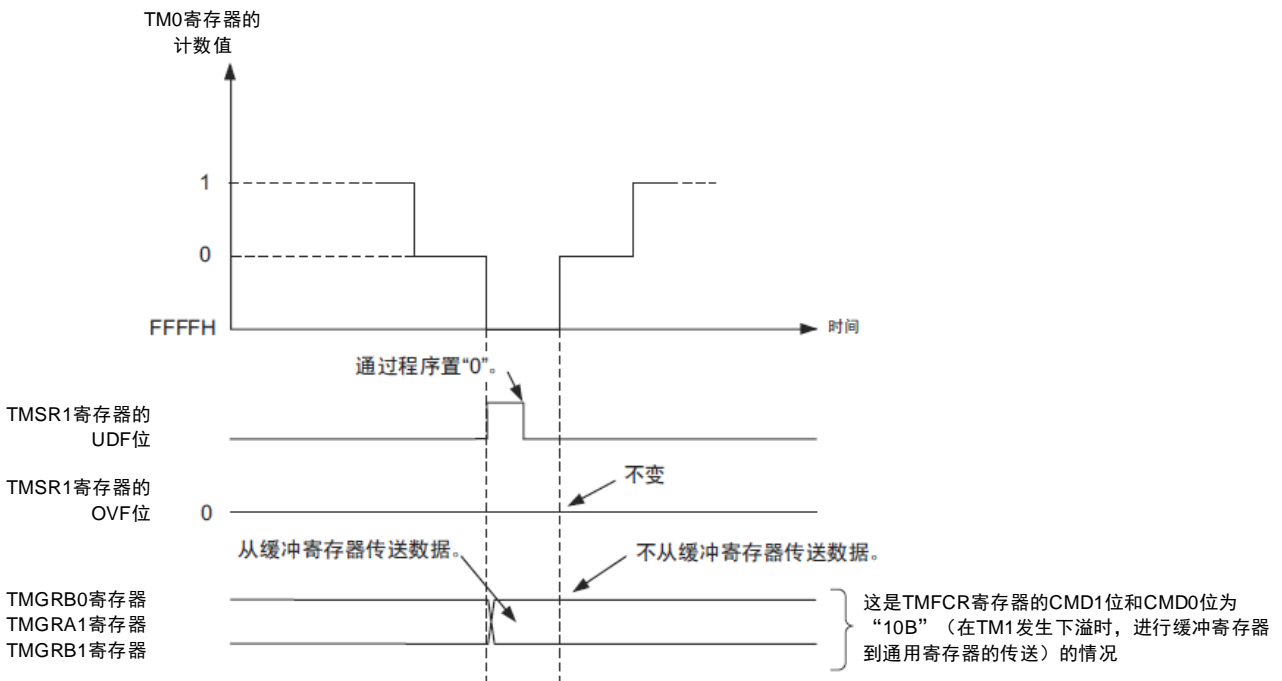 TM0寄存器的
计数值
1
0
FFFFH
时间
通过程序置“0”。
TMSR1寄存器的
UDF位
不变
TMSR1寄存器的
OVF位
0
从缓冲寄存器传送数据。
不从缓冲寄存器传送数据。
TMGRB0寄存器
TMGRA1寄存器
TMGRB1寄存器
这是TMFCR寄存器的CMD1位和CMD0位为
“10B”（在TM1发生下溢时，进行缓冲寄存器
到通用寄存器的传送）的情况